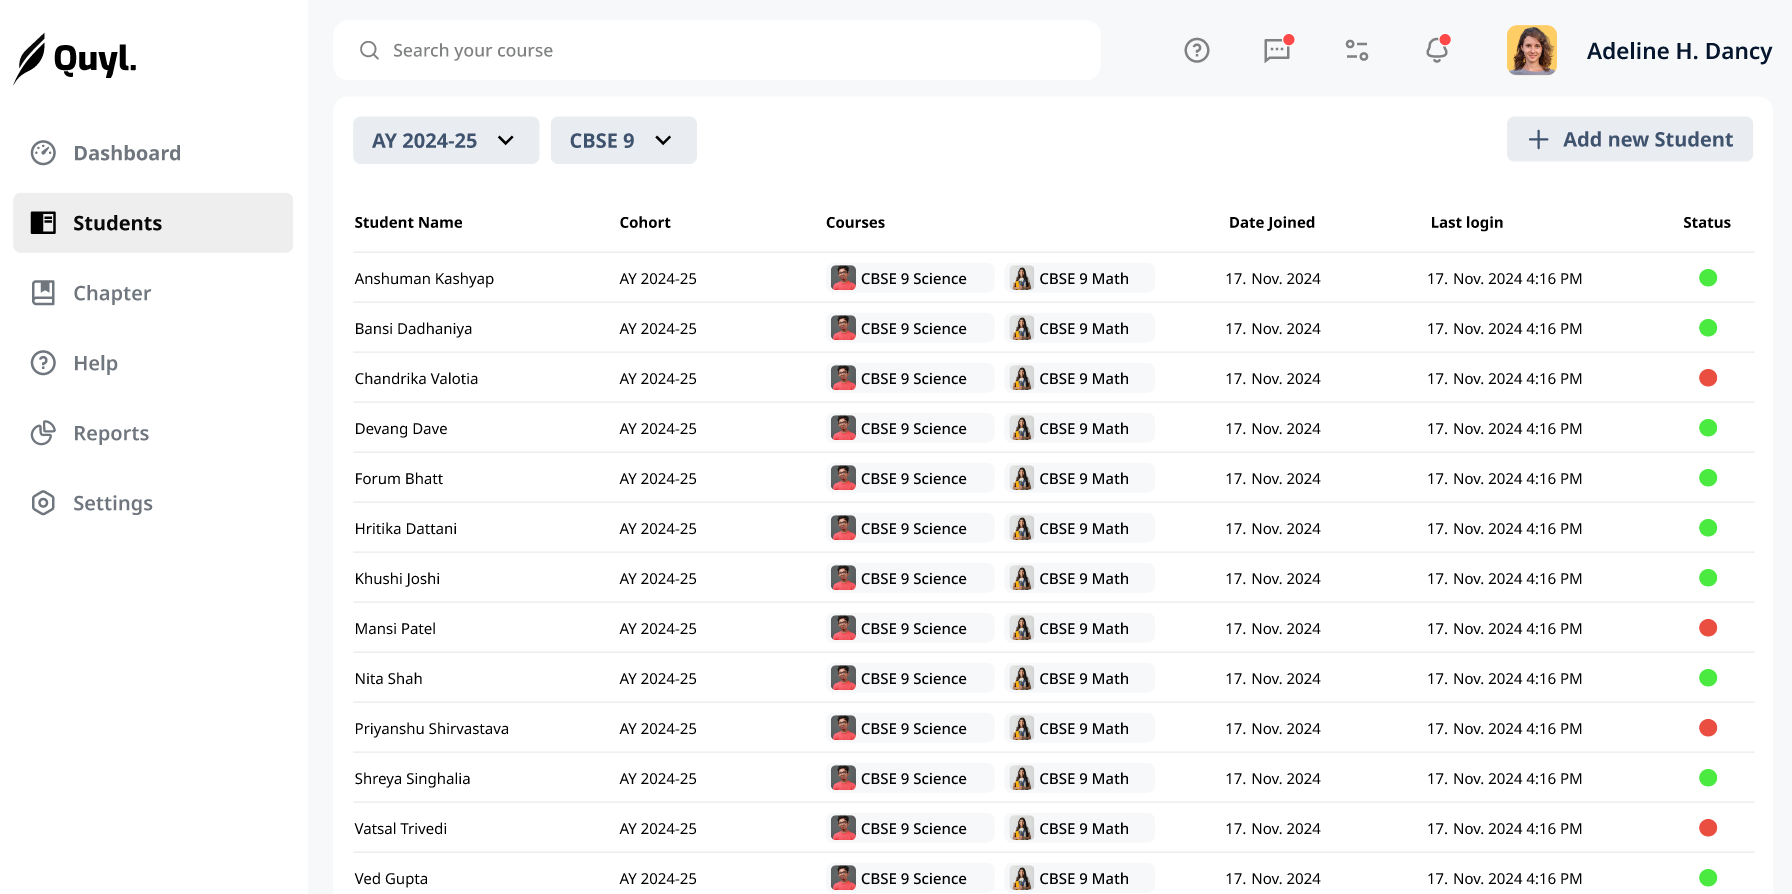 Quyl.
Search your course
Adeline H. Dancy
Dashboard
Students
Chapter
Help
Reports
Settings
AY 2024-25 CBSE 9 Add new Student
Student Name Cohort Courses Date Joined Last login Status
Anshuman Kashyap AY 2024-25 CBSE 9 Science CBSE 9 Math 17. Nov. 2024 17. Nov. 2024 4:16 PM
Bansi Dadhaniya AY 2024-25 CBSE 9 Science CBSE 9 Math 17. Nov. 2024 17. Nov. 2024 4:16 PM
Chandrika Valotia AY 2024-25 CBSE 9 Science CBSE 9 Math 17. Nov. 2024 17. Nov. 2024 4:16 PM
Devang Dave AY 2024-25 CBSE 9 Science CBSE 9 Math 17. Nov. 2024 17. Nov. 2024 4:16 PM
Forum Bhatt AY 2024-25 CBSE 9 Science CBSE 9 Math 17. Nov. 2024 17. Nov. 2024 4:16 PM
Hritika Dattani AY 2024-25 CBSE 9 Science CBSE 9 Math 17. Nov. 2024 17. Nov. 2024 4:16 PM
Khushi Joshi AY 2024-25 CBSE 9 Science CBSE 9 Math 17. Nov. 2024 17. Nov. 2024 4:16 PM
Mansi Patel AY 2024-25 CBSE 9 Science CBSE 9 Math 17. Nov. 2024 17. Nov. 2024 4:16 PM
Nita Shah AY 2024-25 CBSE 9 Science CBSE 9 Math 17. Nov. 2024 17. Nov. 2024 4:16 PM
Priyanshu Shirvastava AY 2024-25 CBSE 9 Science CBSE 9 Math 17. Nov. 2024 17. Nov. 2024 4:16 PM
Shreya Singhalia AY 2024-25 CBSE 9 Science CBSE 9 Math 17. Nov. 2024 17. Nov. 2024 4:16 PM
Vatsal Trivedi AY 2024-25 CBSE 9 Science CBSE 9 Math 17. Nov. 2024 17. Nov. 2024 4:16 PM
Ved Gupta AY 2024-25 CBSE 9 Science CBSE 9 Math 17. Nov. 2024 17. Nov. 2024 4:16 PM